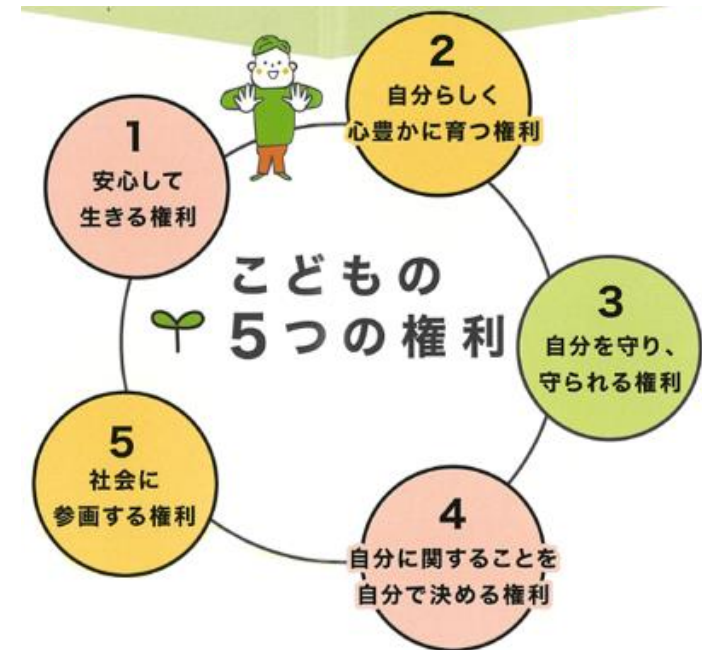 こどもの
5つの権利
1
安心して
生きる権利
2
自分らしく
心豊かに育つ権利
3
自分を守り、
守られる権利
4
自分に関することを
自分で決める権利
5
社会に
参画する権利